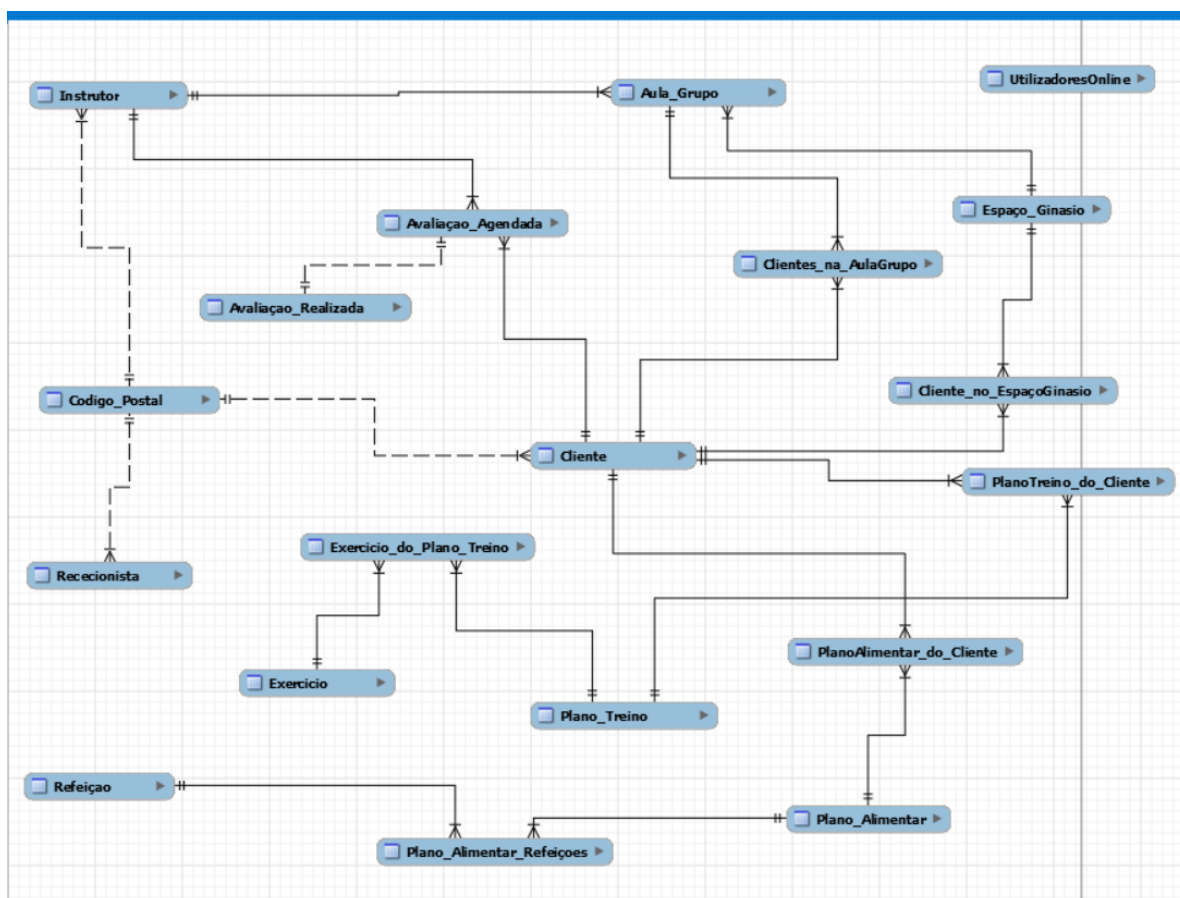 UtilizadoresOnline
Instrutor
Aula_Grupo
Espaço_Ginasio
Avaliaçao_Agendada
Clientes_na_AulaGrupo
Avaliaçao_Realizada
Cliente_no_EspaçoGinasio
Codigo_Postal
Cliente
PlanoTreino_do_Cliente
Exercicio_do_Plano_Treino
Rececionista
PlanoAlimentar_do_Cliente
Exercicio
Plano_Treino
Refeiçao
Plano_Alimentar
Plano_Alimentar_Refeiçoes